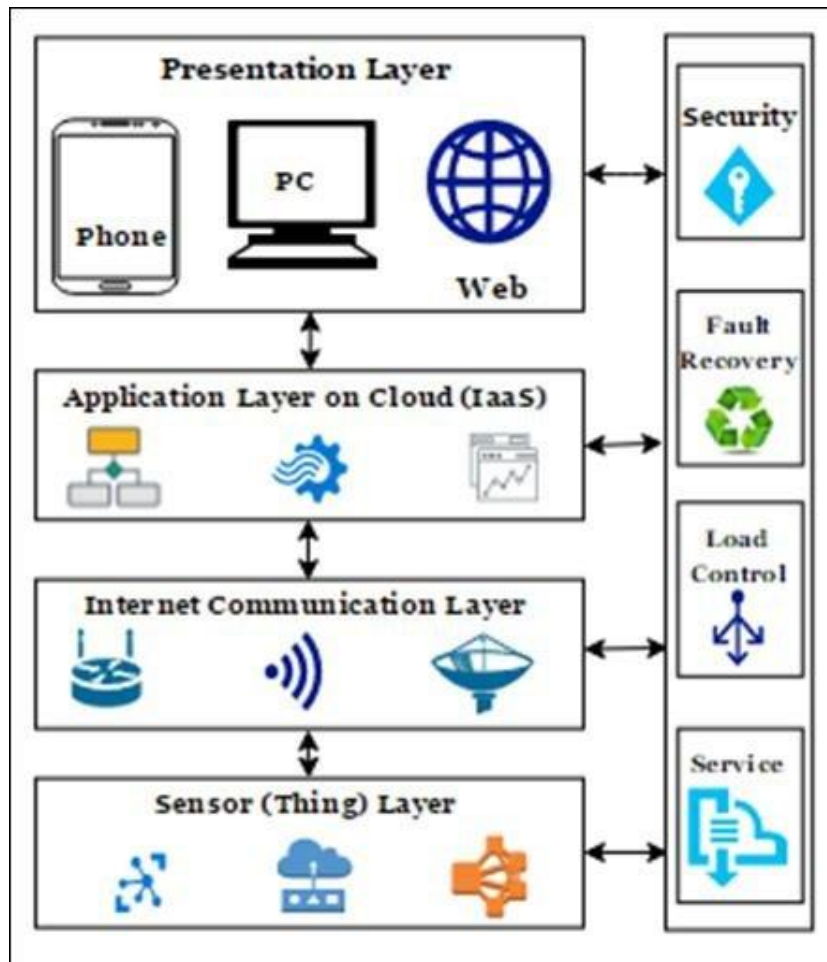 Presentation Layer
Phone
PC
Web
Application Layer on Cloud (IaaS)
Internet Communication Layer
Sensor (Thing) Layer
Security
Fault
Recovery
Load
Control
Service